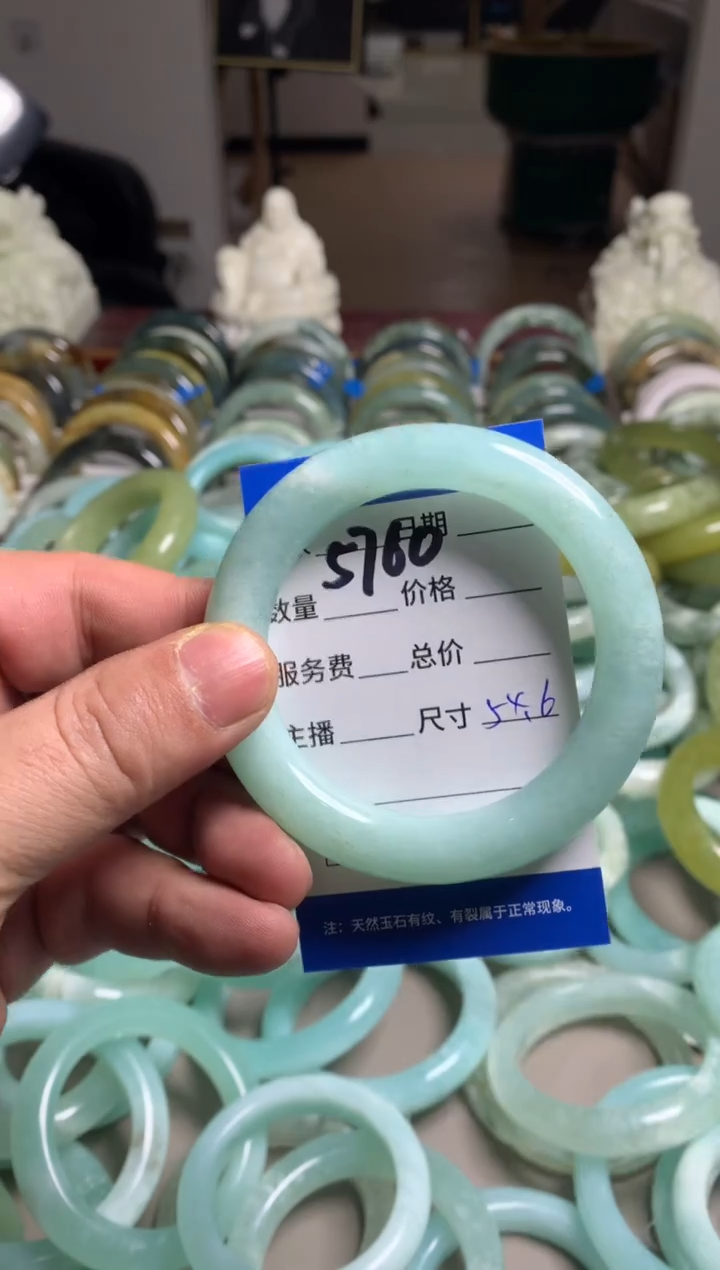 日期
5760
数量 价格
服务费 总价
主播 尺寸 54.6
注：天然玉石有纹、有裂属于正常现象。